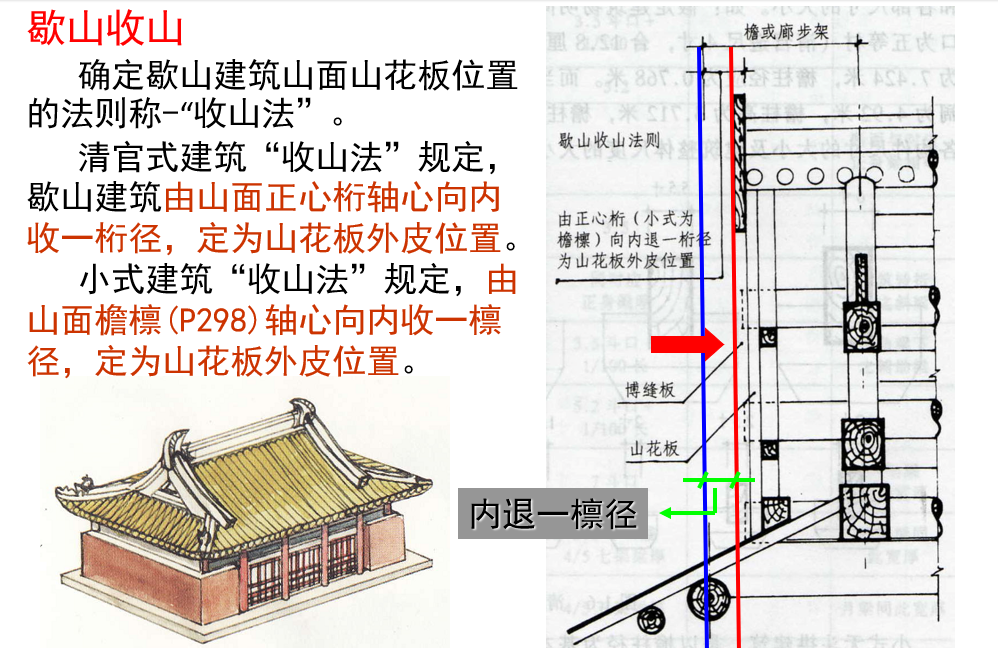 歇山收山
确定歇山建筑山面山花板位置
的法则称-“收山法”。
清官式建筑“收山法”规定，
歇山建筑由山面正心桁轴心向内
收一桁径，定为山花板外皮位置。
小式建筑“收山法”规定，由
山面檐檩(P298)轴心向内收一檩
径，定为山花板外皮位置。
檐或廊步架
歇山收山法则
由正心桁（小式为
檐檩）向内退一桁径
为山花板外皮位置
博缝板
山花板
内退一檩径